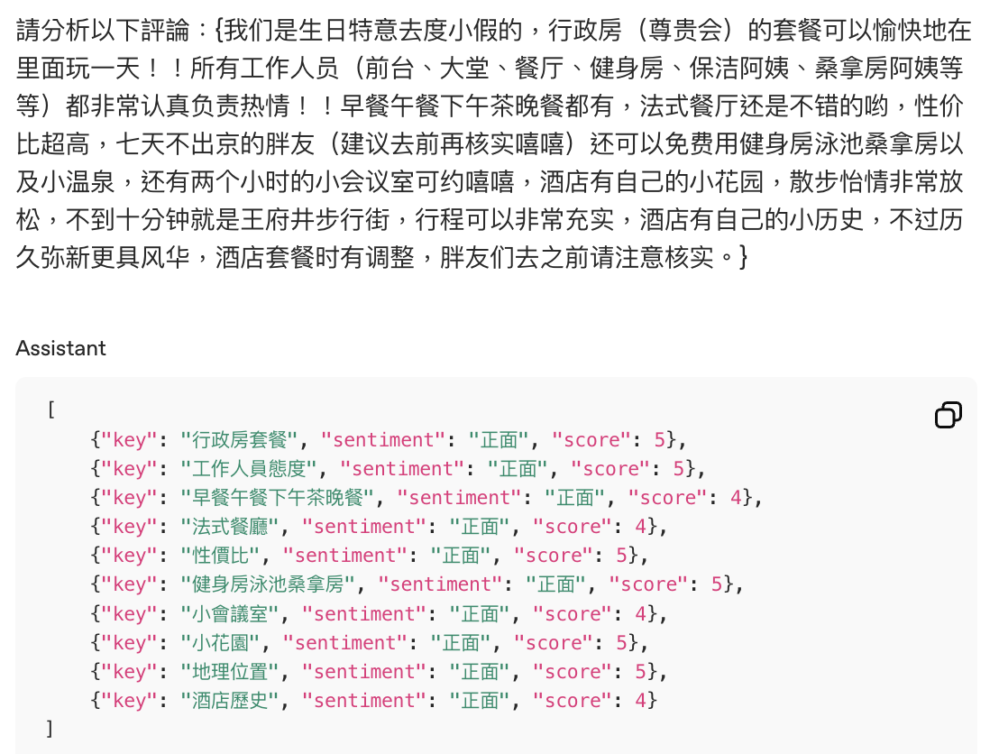 請分析以下評論：{我们是生日特意去度小假的，行政房（尊贵会）的套餐可以愉快地在
里面玩一天！！所有工作人员（前台、大堂、餐厅、健身房、保洁阿姨、桑拿房阿姨等
等）都非常认真负责热情！！早餐午餐下午茶晚餐都有，法式餐厅还是不错的哟，性价
比超高，七天不出京的胖友（建议去前再核实嘻嘻）还可以免费用健身房泳池桑拿房以
及小温泉，还有两个小时的小会议室可约嘻嘻，酒店有自己的小花园，散步怡情非常放
松，不到十分钟就是王府井步行街，行程可以非常充实，酒店有自己的小历史，不过历
久弥新更具风华，酒店套餐时有调整，胖友们去之前请注意核实。}
Assistant
[
{"key": "行政房套餐", "sentiment": "正面", "score": 5},
{"key": "工作人員態度", "sentiment": "正面", "score": 5},
{"key": "早餐午餐下午茶晚餐", "sentiment": "正面", "score": 4},
{"key": "法式餐廳", "sentiment": "正面", "score": 4},
{"key": "性價比", "sentiment": "正面", "score": 5},
{"key": "健身房泳池桑拿房", "sentiment": "正面", "score": 5},
{"key": "小會議室", "sentiment": "正面", "score": 4},
{"key": "小花園", "sentiment": "正面", "score": 5},
{"key": "地理位置", "sentiment": "正面", "score": 5},
{"key": "酒店歷史", "sentiment": "正面", "score": 4}
]